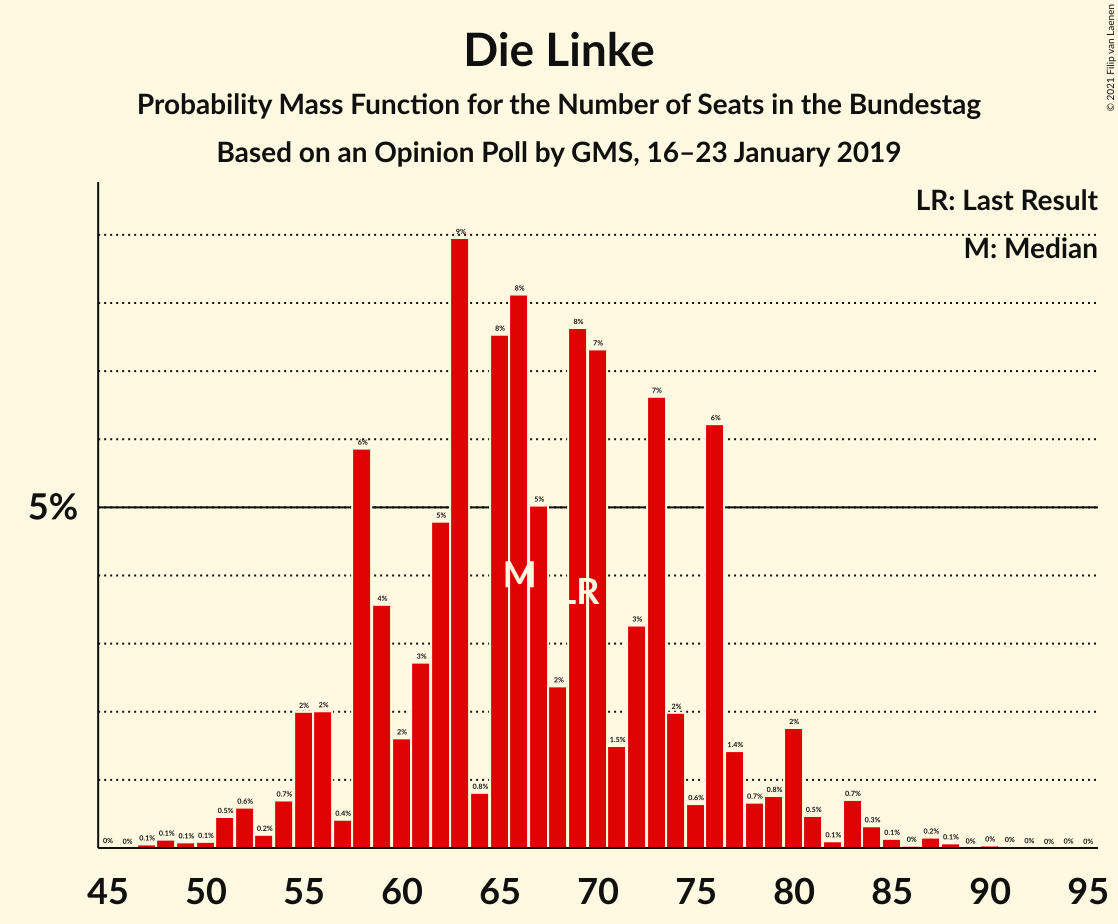 Die Linke
Probability Mass Function for the Number of Seats in the Bundestag
Based on an Opinion Poll by GMS, 16–23 January 2019
© 2021 Filip van Laenen
LR: Last Result
M: Median
5%
0% 0% 0.1% 0.1% 0.1% 0.1% 0.5% 0.6% 0.2% 0.7% 2% 2% 0.4% 6% 4% 2% 3% 5% 9% 0.8% 8% 8% 5% 2% 8% 7% 1.5% 3% 7% 2% 0.6% 6% 1.4% 0.7% 0.8% 2% 0.5% 0.1% 0.7% 0.3% 0.1% 0% 0.2% 0.1% 0% 0% 0% 0% 0% 0% 0%
M
LR
45 50 55 60 65 70 75 80 85 90 95